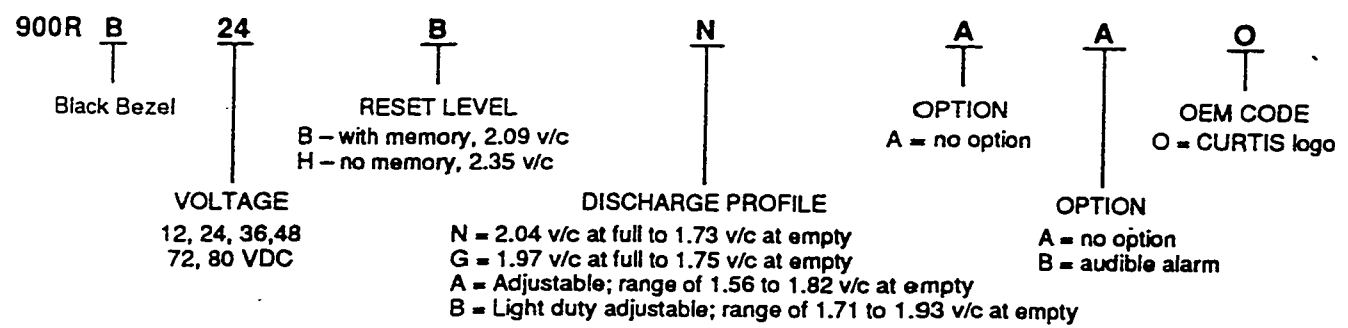 900R B 24 B N A A O
Black Bezel
RESET LEVEL
B – with memory, 2.09 v/c
H – no memory, 2.35 v/c
OPTION
A = no option
OEM CODE
O = CURTIS logo
VOLTAGE
12, 24, 36,48
72, 80 VDC
DISCHARGE PROFILE
N = 2.04 v/c at full to 1.73 v/c at empty
G = 1.97 v/c at full to 1.75 v/c at empty
A = Adjustable; range of 1.56 to 1.82 v/c at empty
B = Light duty adjustable; range of 1.71 to 1.93 v/c at empty
OPTION
A = no option
B = audible alarm